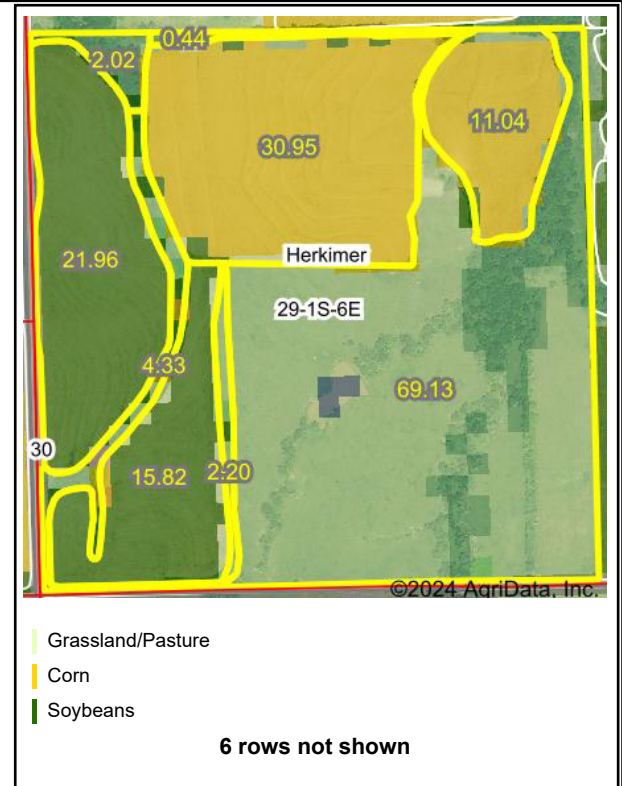 0.44
2.02
11.04
30.95
21.96
Herkimer
29-1S-6E
4.33
69.13
30
15.82
2.20
©2024 AgriData, Inc.
Grassland/Pasture
Corn
Soybeans
6 rows not shown